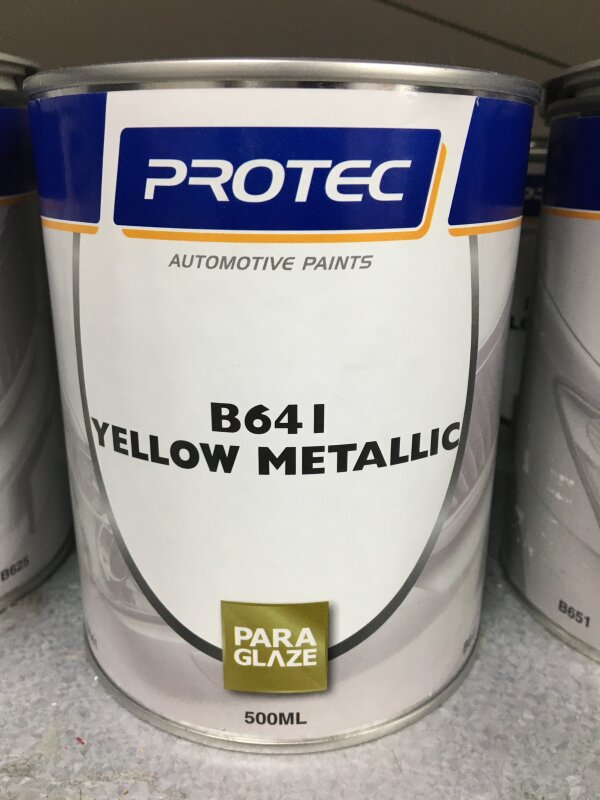 PROTEC
AUTOMOTIVE PAINTS
B641
YELLOW METALLIC
PARA
GLAZE
500ML
B625
B651